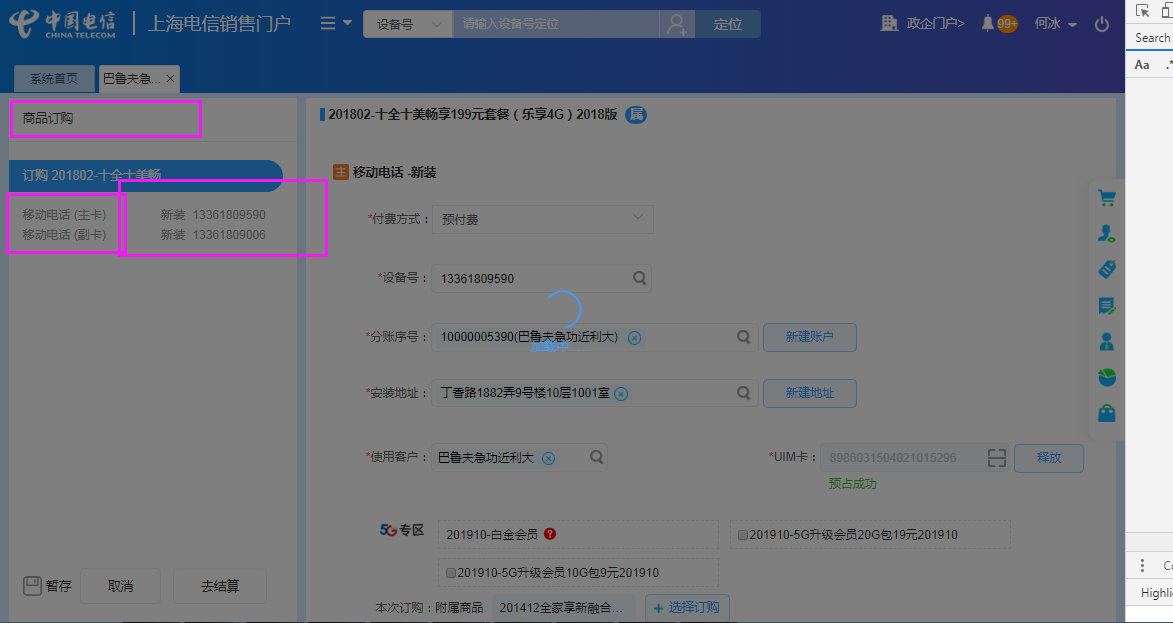 中国电信
CHINA TELECOM
上海电信销售门户
设备号
请输入设备号定位
定位
政企门户>
99+
何冰
系统首页
巴鲁夫急...
商品订购
订购 201802-十全十美畅
移动电话 (主卡) 新装 13361809590
移动电话 (副卡) 新装 13361809006
暂存
取消
去结算
201802-十全十美畅享199元套餐（乐享4G）2018版 属
主 移动电话 -新装
*付费方式： 预付费
*设备号： 13361809590
*分账序号： 10000005390(巴鲁夫急功近利大) 新建账户
加载中......
*安装地址： 丁香路1882弄9号楼10层1001室 新建地址
*使用客户： 巴鲁夫急功近利大
*UIM卡： 8986031504021015296 释放
预占成功
5G专区 201910-白金会员 201910-5G升级会员20G包19元201910
201910-5G升级会员10G包9元201910
本次订购：附属商品 201412全家享新融合... + 选择订购
Search
Aa .*
Highli